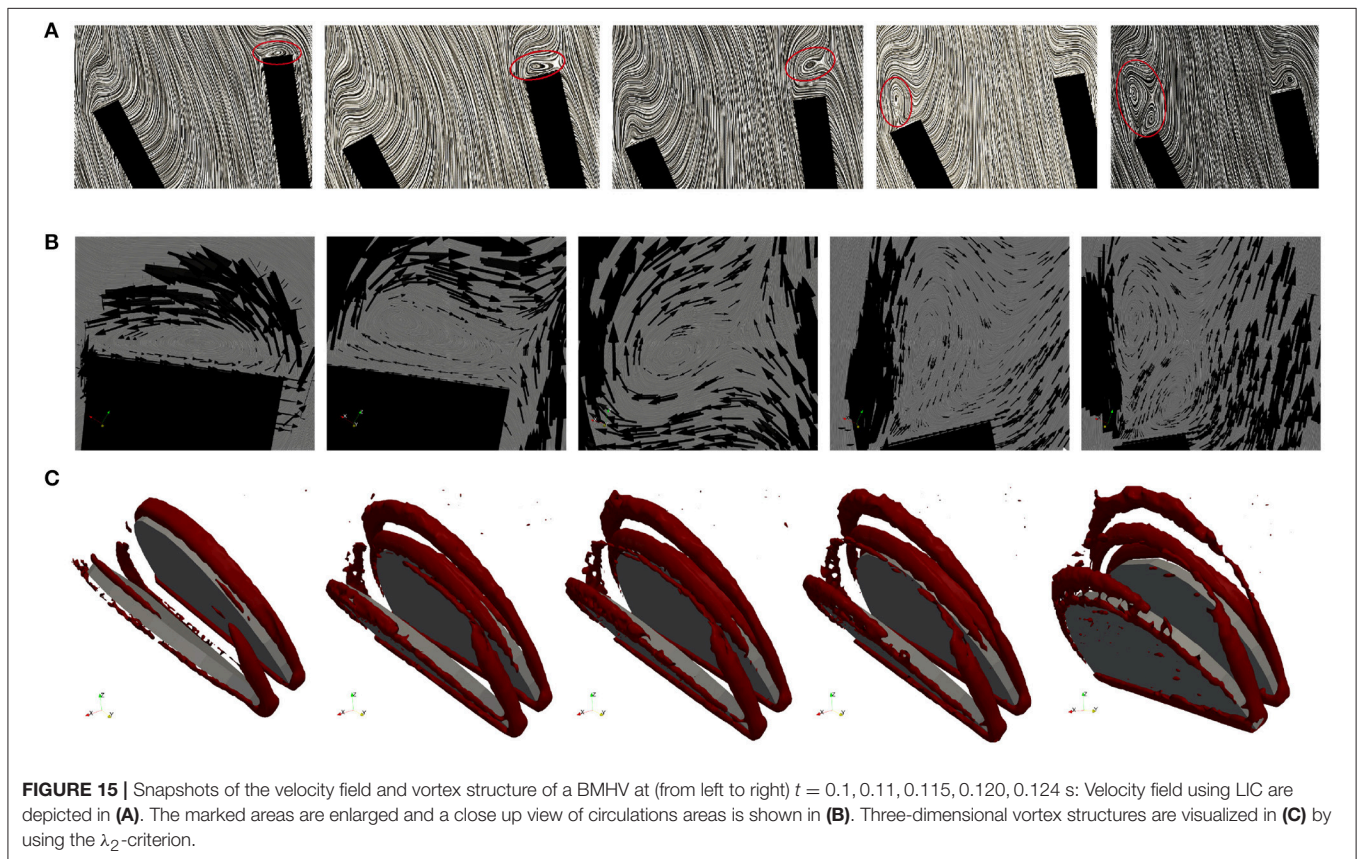 A
B
C
FIGURE 15 | Snapshots of the velocity field and vortex structure of a BMHV at (from left to right) t = 0.1, 0.11, 0.115, 0.120, 0.124 s: Velocity field using LIC are
depicted in (A). The marked areas are enlarged and a close up view of circulations areas is shown in (B). Three-dimensional vortex structures are visualized in (C) by
using the λ₂-criterion.